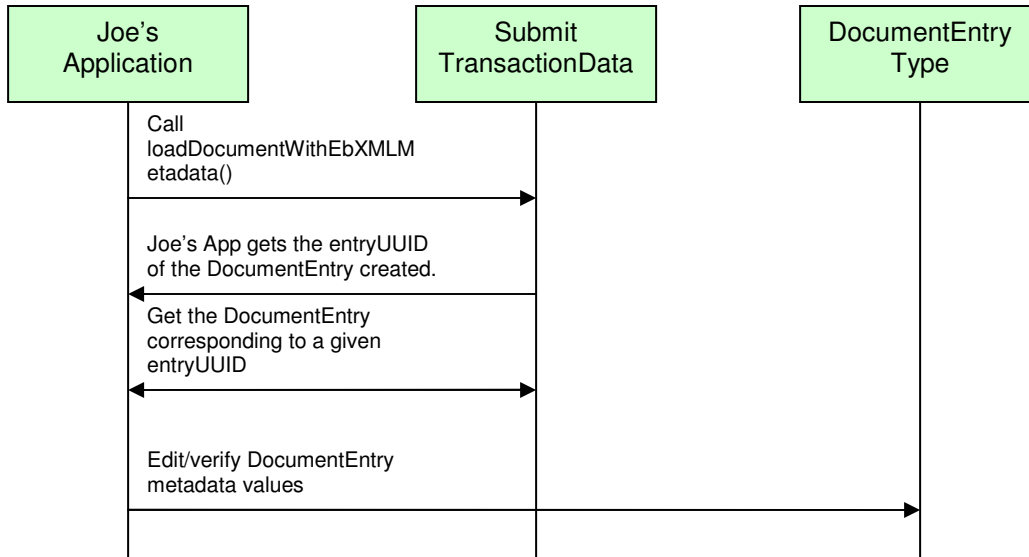 Joe's
Application
Submit
TransactionData
DocumentEntry
Type
Call
loadDocumentWithEbXMLM
etadata()
Joe's App gets the entryUUID
of the DocumentEntry created.
Get the DocumentEntry
corresponding to a given
entryUUID
Edit/verify DocumentEntry
metadata values